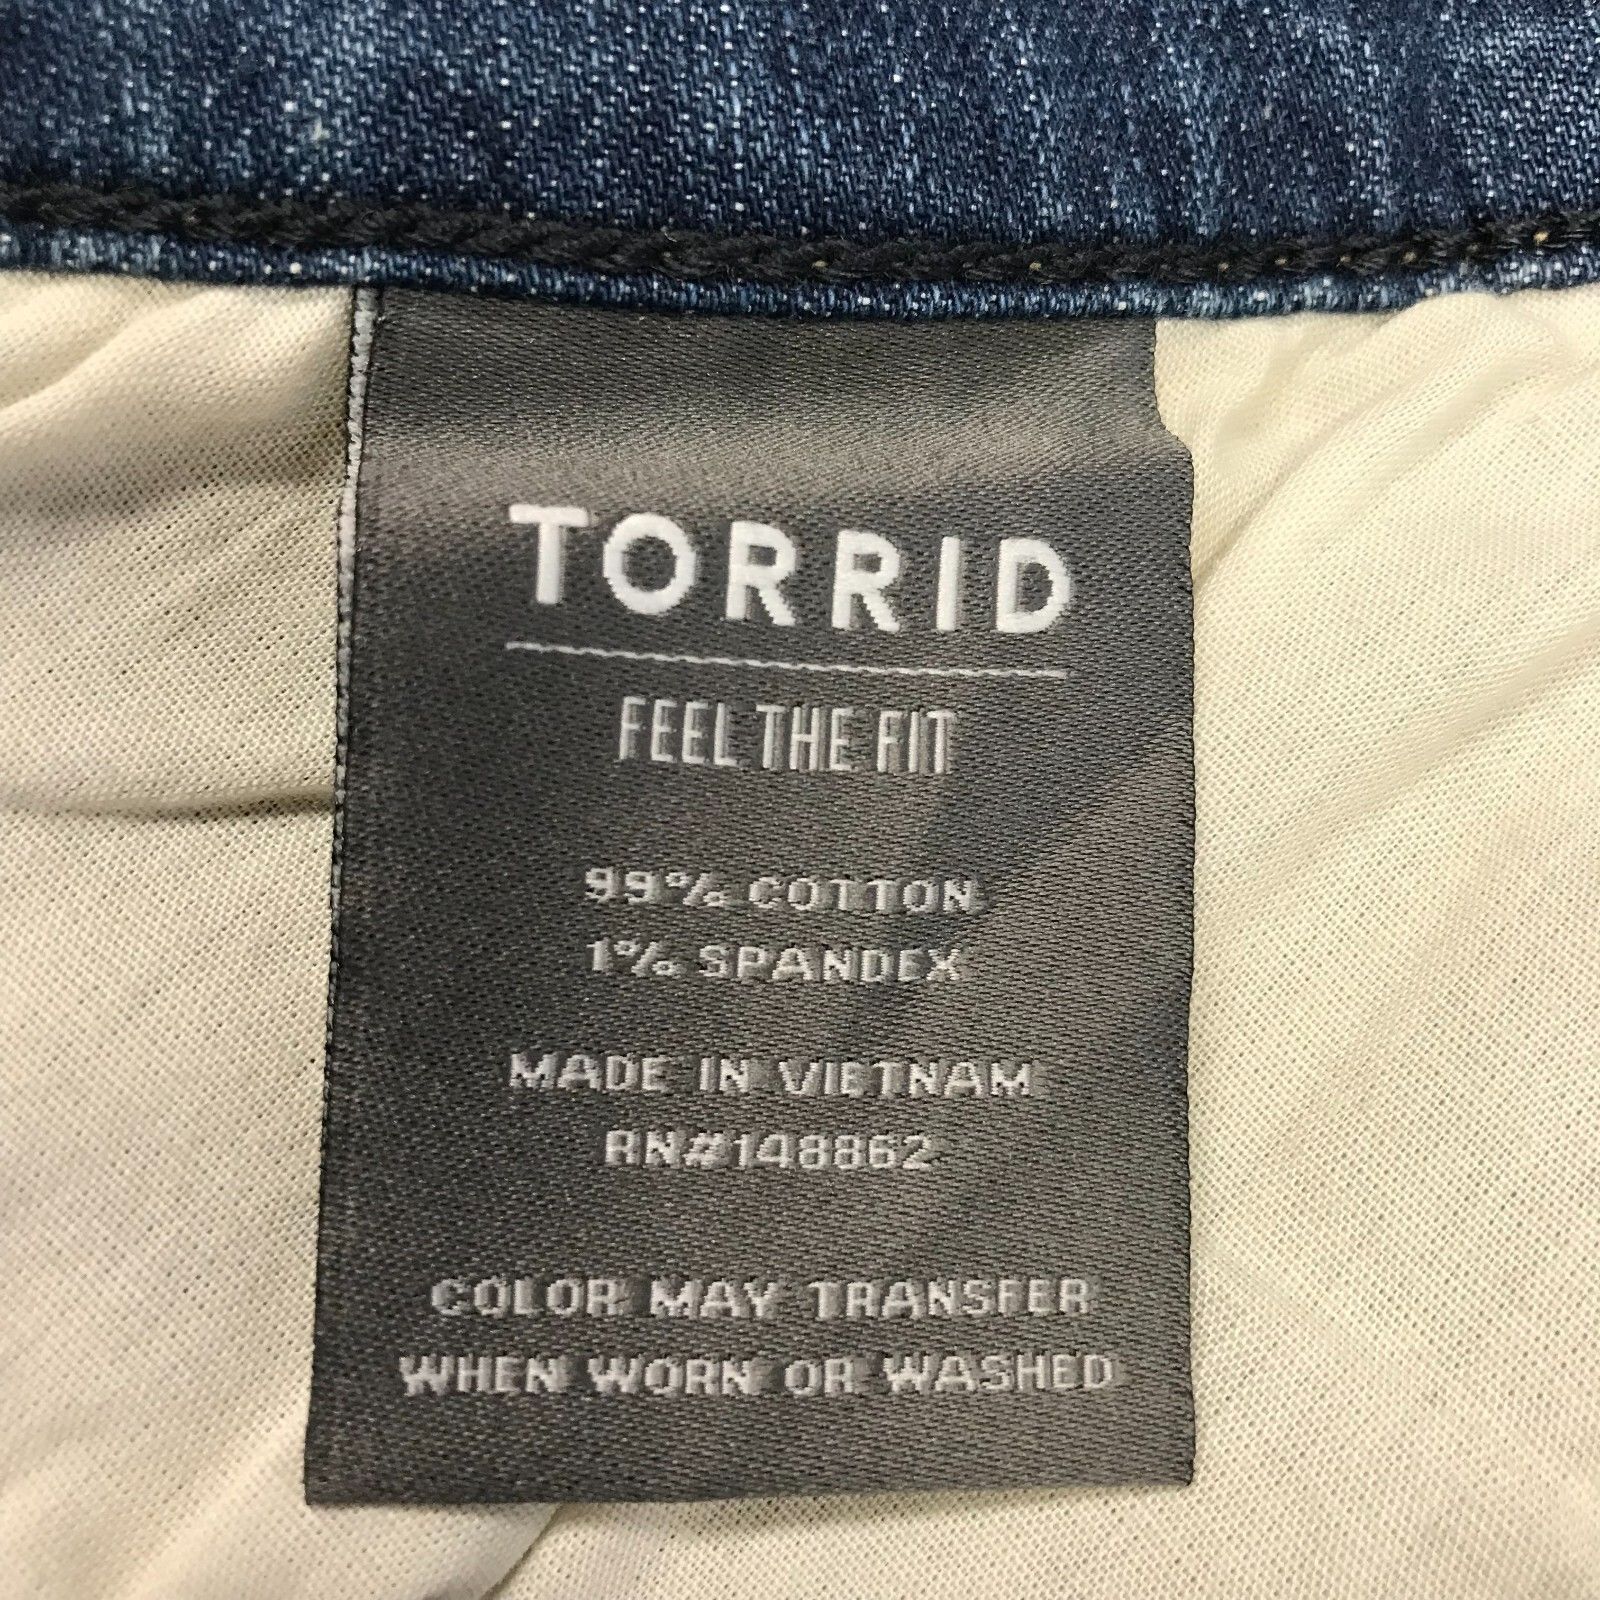 TORRID
FEEL THE FIT
99% COTTON
1% SPANDEX
MADE IN VIETNAM
RN#148862
COLOR MAY TRANSFER
WHEN WORN OR WASHED